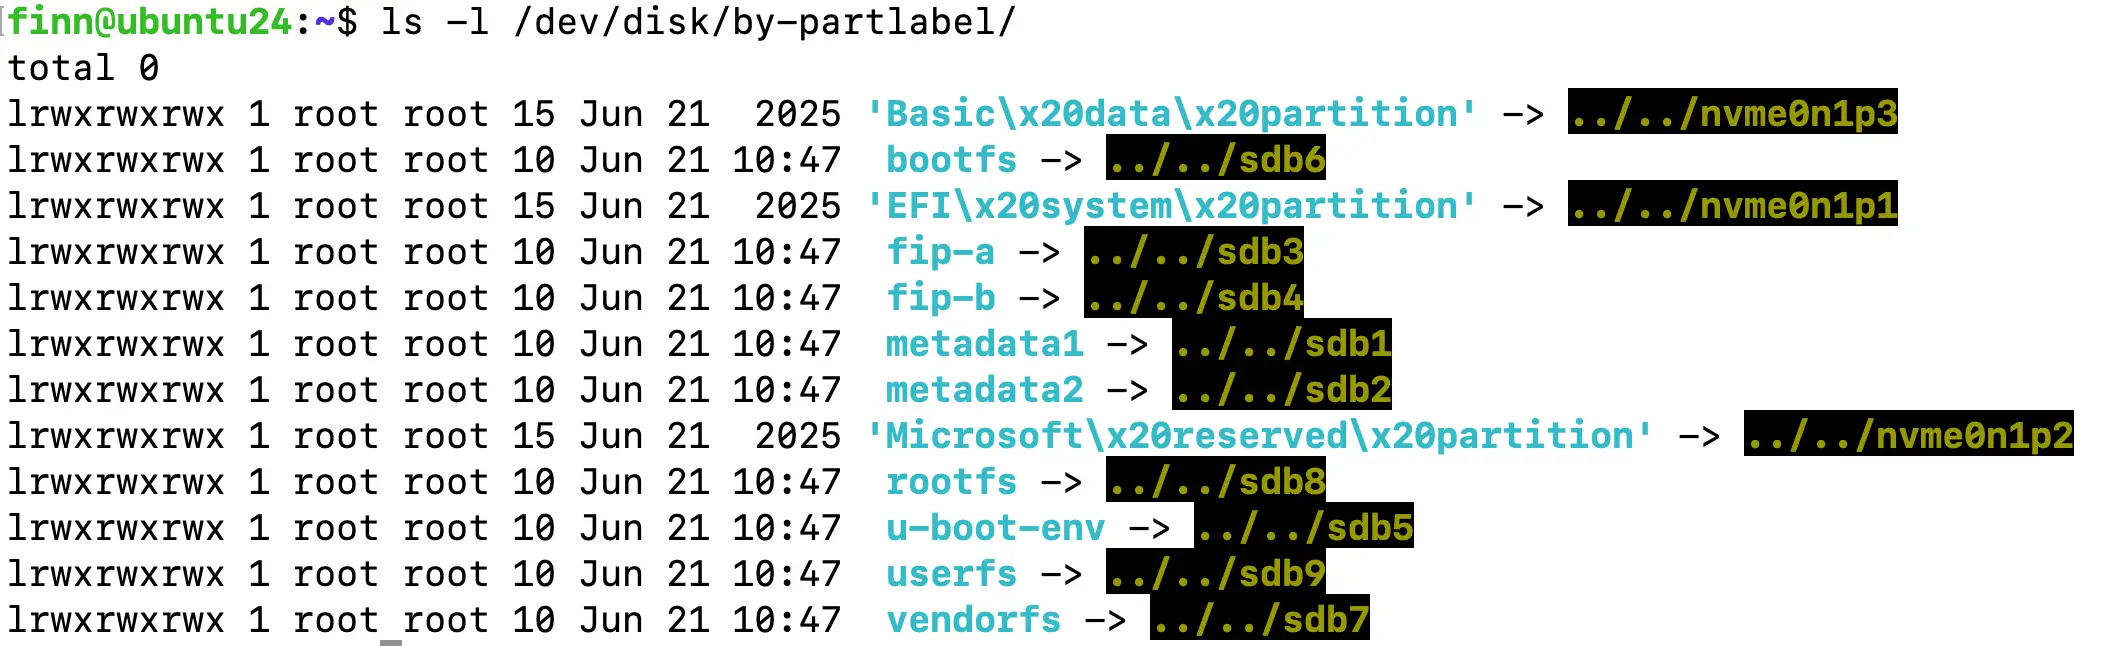 finn@ubuntu24:~$ ls -l /dev/disk/by-partlabel/
total 0
lrwxrwxrwx 1 root root 15 Jun 21  2025 'Basic\x20data\x20partition' -> ../../nvme0n1p3
lrwxrwxrwx 1 root root 10 Jun 21 10:47  bootfs -> ../../sdb6
lrwxrwxrwx 1 root root 15 Jun 21  2025 'EFI\x20system\x20partition' -> ../../nvme0n1p1
lrwxrwxrwx 1 root root 10 Jun 21 10:47  fip-a -> ../../sdb3
lrwxrwxrwx 1 root root 10 Jun 21 10:47  fip-b -> ../../sdb4
lrwxrwxrwx 1 root root 10 Jun 21 10:47  metadata1 -> ../../sdb1
lrwxrwxrwx 1 root root 10 Jun 21 10:47  metadata2 -> ../../sdb2
lrwxrwxrwx 1 root root 15 Jun 21  2025 'Microsoft\x20reserved\x20partition' -> ../../nvme0n1p2
lrwxrwxrwx 1 root root 10 Jun 21 10:47  rootfs -> ../../sdb8
lrwxrwxrwx 1 root root 10 Jun 21 10:47  u-boot-env -> ../../sdb5
lrwxrwxrwx 1 root root 10 Jun 21 10:47  userfs -> ../../sdb9
lrwxrwxrwx 1 root root 10 Jun 21 10:47  vendorfs -> ../../sdb7